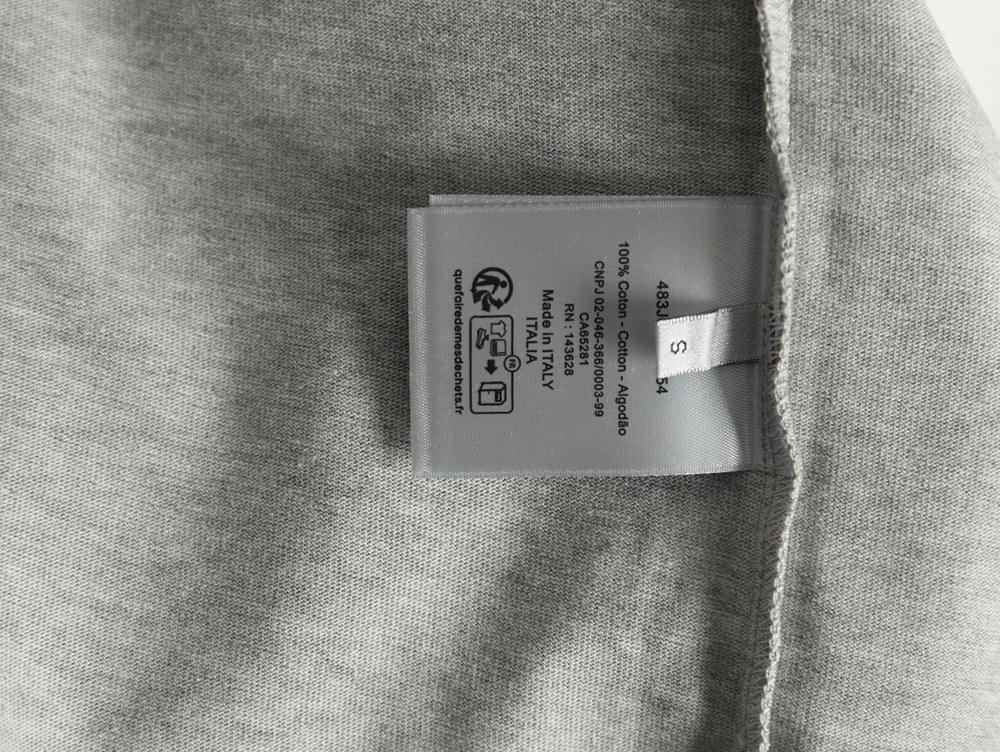 483J 54
S
100% Coton - Cotton - Algodão
CNPJ 02-046-366/0003-99
CA65281
RN : 143628
Made in ITALY
ITALIA
FR
quefairedemesdechets.fr